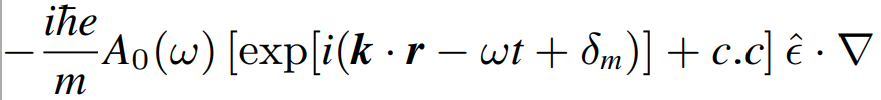 − iħe/m A₀(ω) [exp[i(k · r − ωt + δₘ)] + c.c] ε̂ · ∇